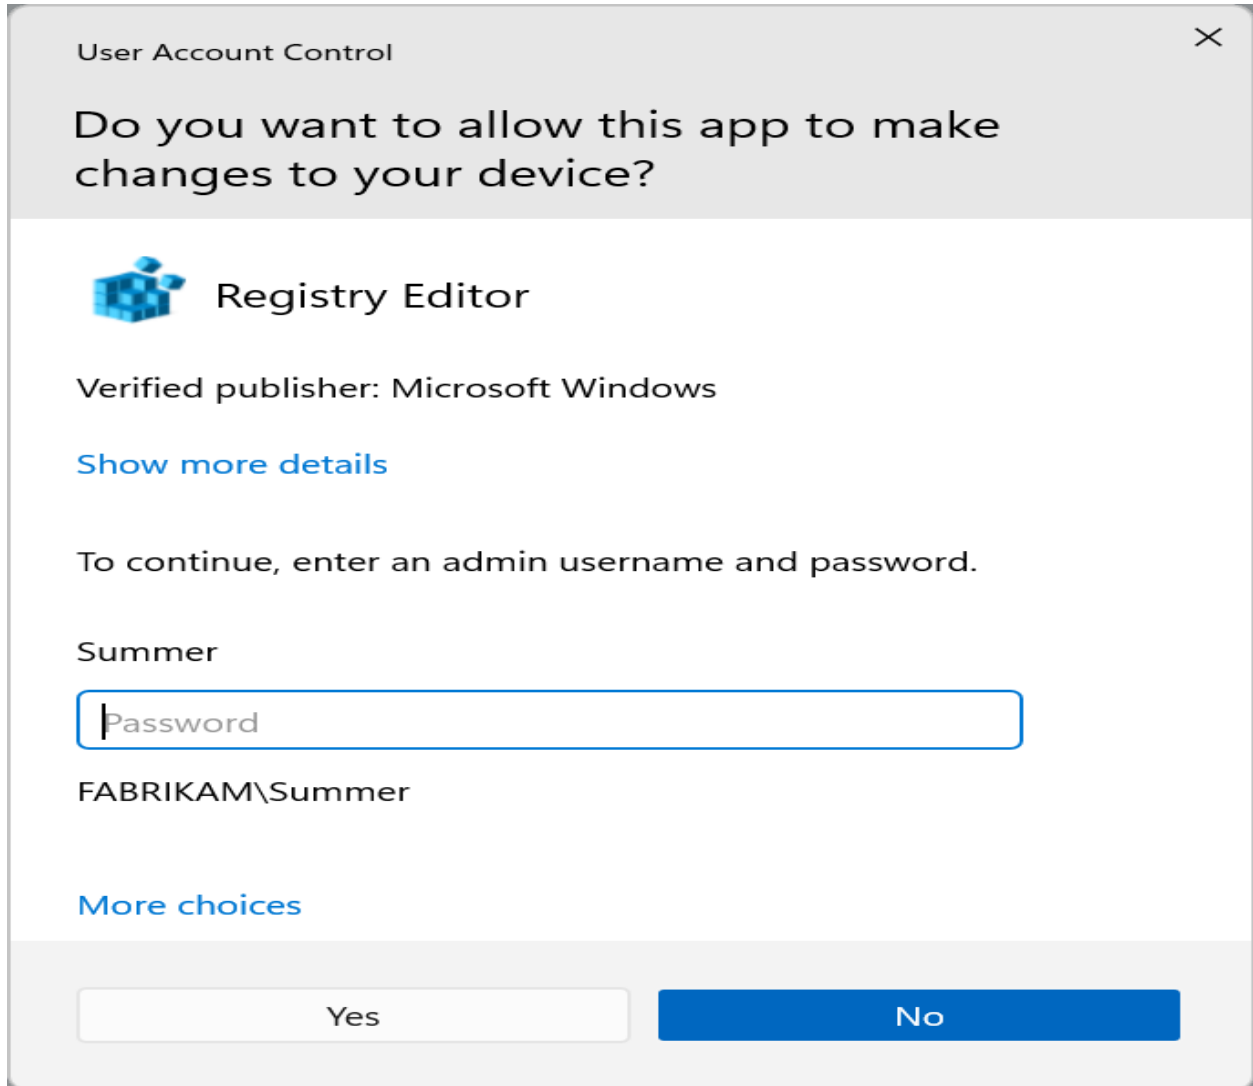 User Account Control
Do you want to allow this app to make
changes to your device?
Registry Editor
Verified publisher: Microsoft Windows
Show more details
To continue, enter an admin username and password.
Summer
Password
FABRIKAM\Summer
More choices
Yes
No